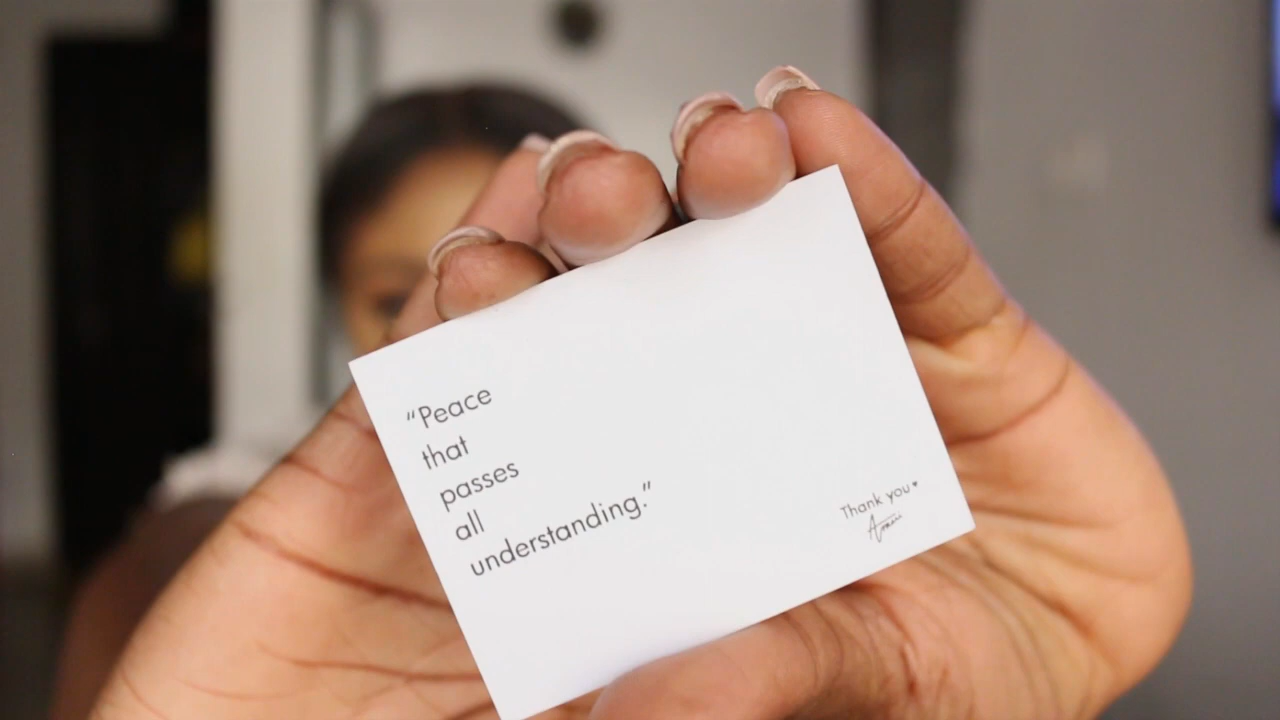 “Peace
that
passes
all
understanding.”
Thank you♥